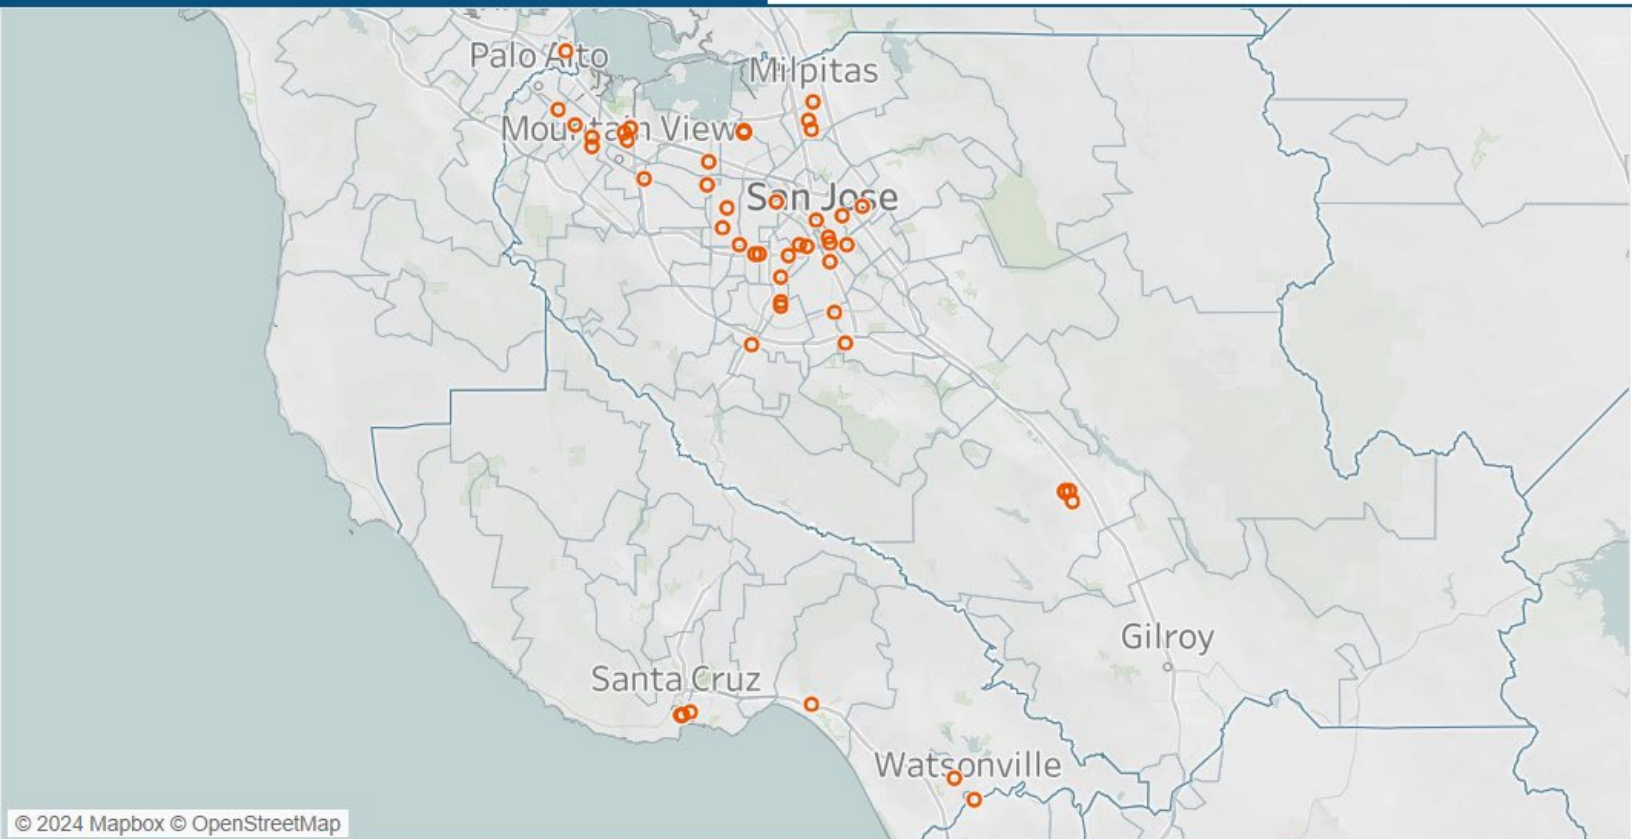 Palo Alto
Milpitas
Mountain View
San Jose
Gilroy
Santa Cruz
Watsonville
© 2024 Mapbox © OpenStreetMap